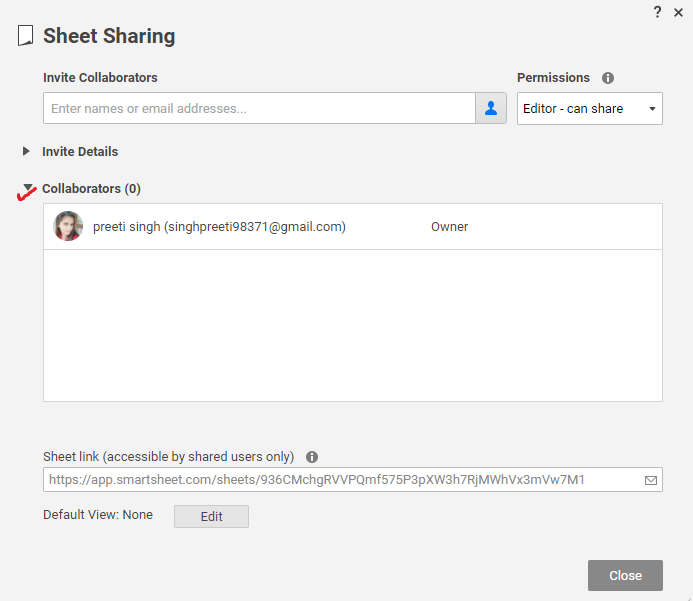 ?
Sheet Sharing
Invite Collaborators
Permissions
Enter names or email addresses...
Editor - can share
Invite Details
Collaborators (0)
preeti singh (singhpreeti98371@gmail.com) Owner
Sheet link (accessible by shared users only)
https://app.smartsheet.com/sheets/936CMchgRVVPQmf575P3pXW3h7RjMWhVx3mVw7M1
Default View: None
Edit
Close